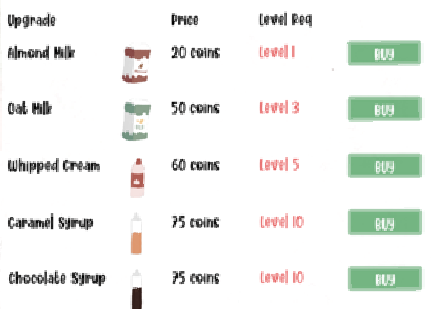 Upgrade Price Level Req
Almond Milk 20 coins Level 1 BUY
Oat Milk 50 coins Level 3 BUY
Whipped Cream 60 coins Level 5 BUY
Caramel Syrup 75 coins Level 10 BUY
Chocolate Syrup 75 coins Level 10 BUY